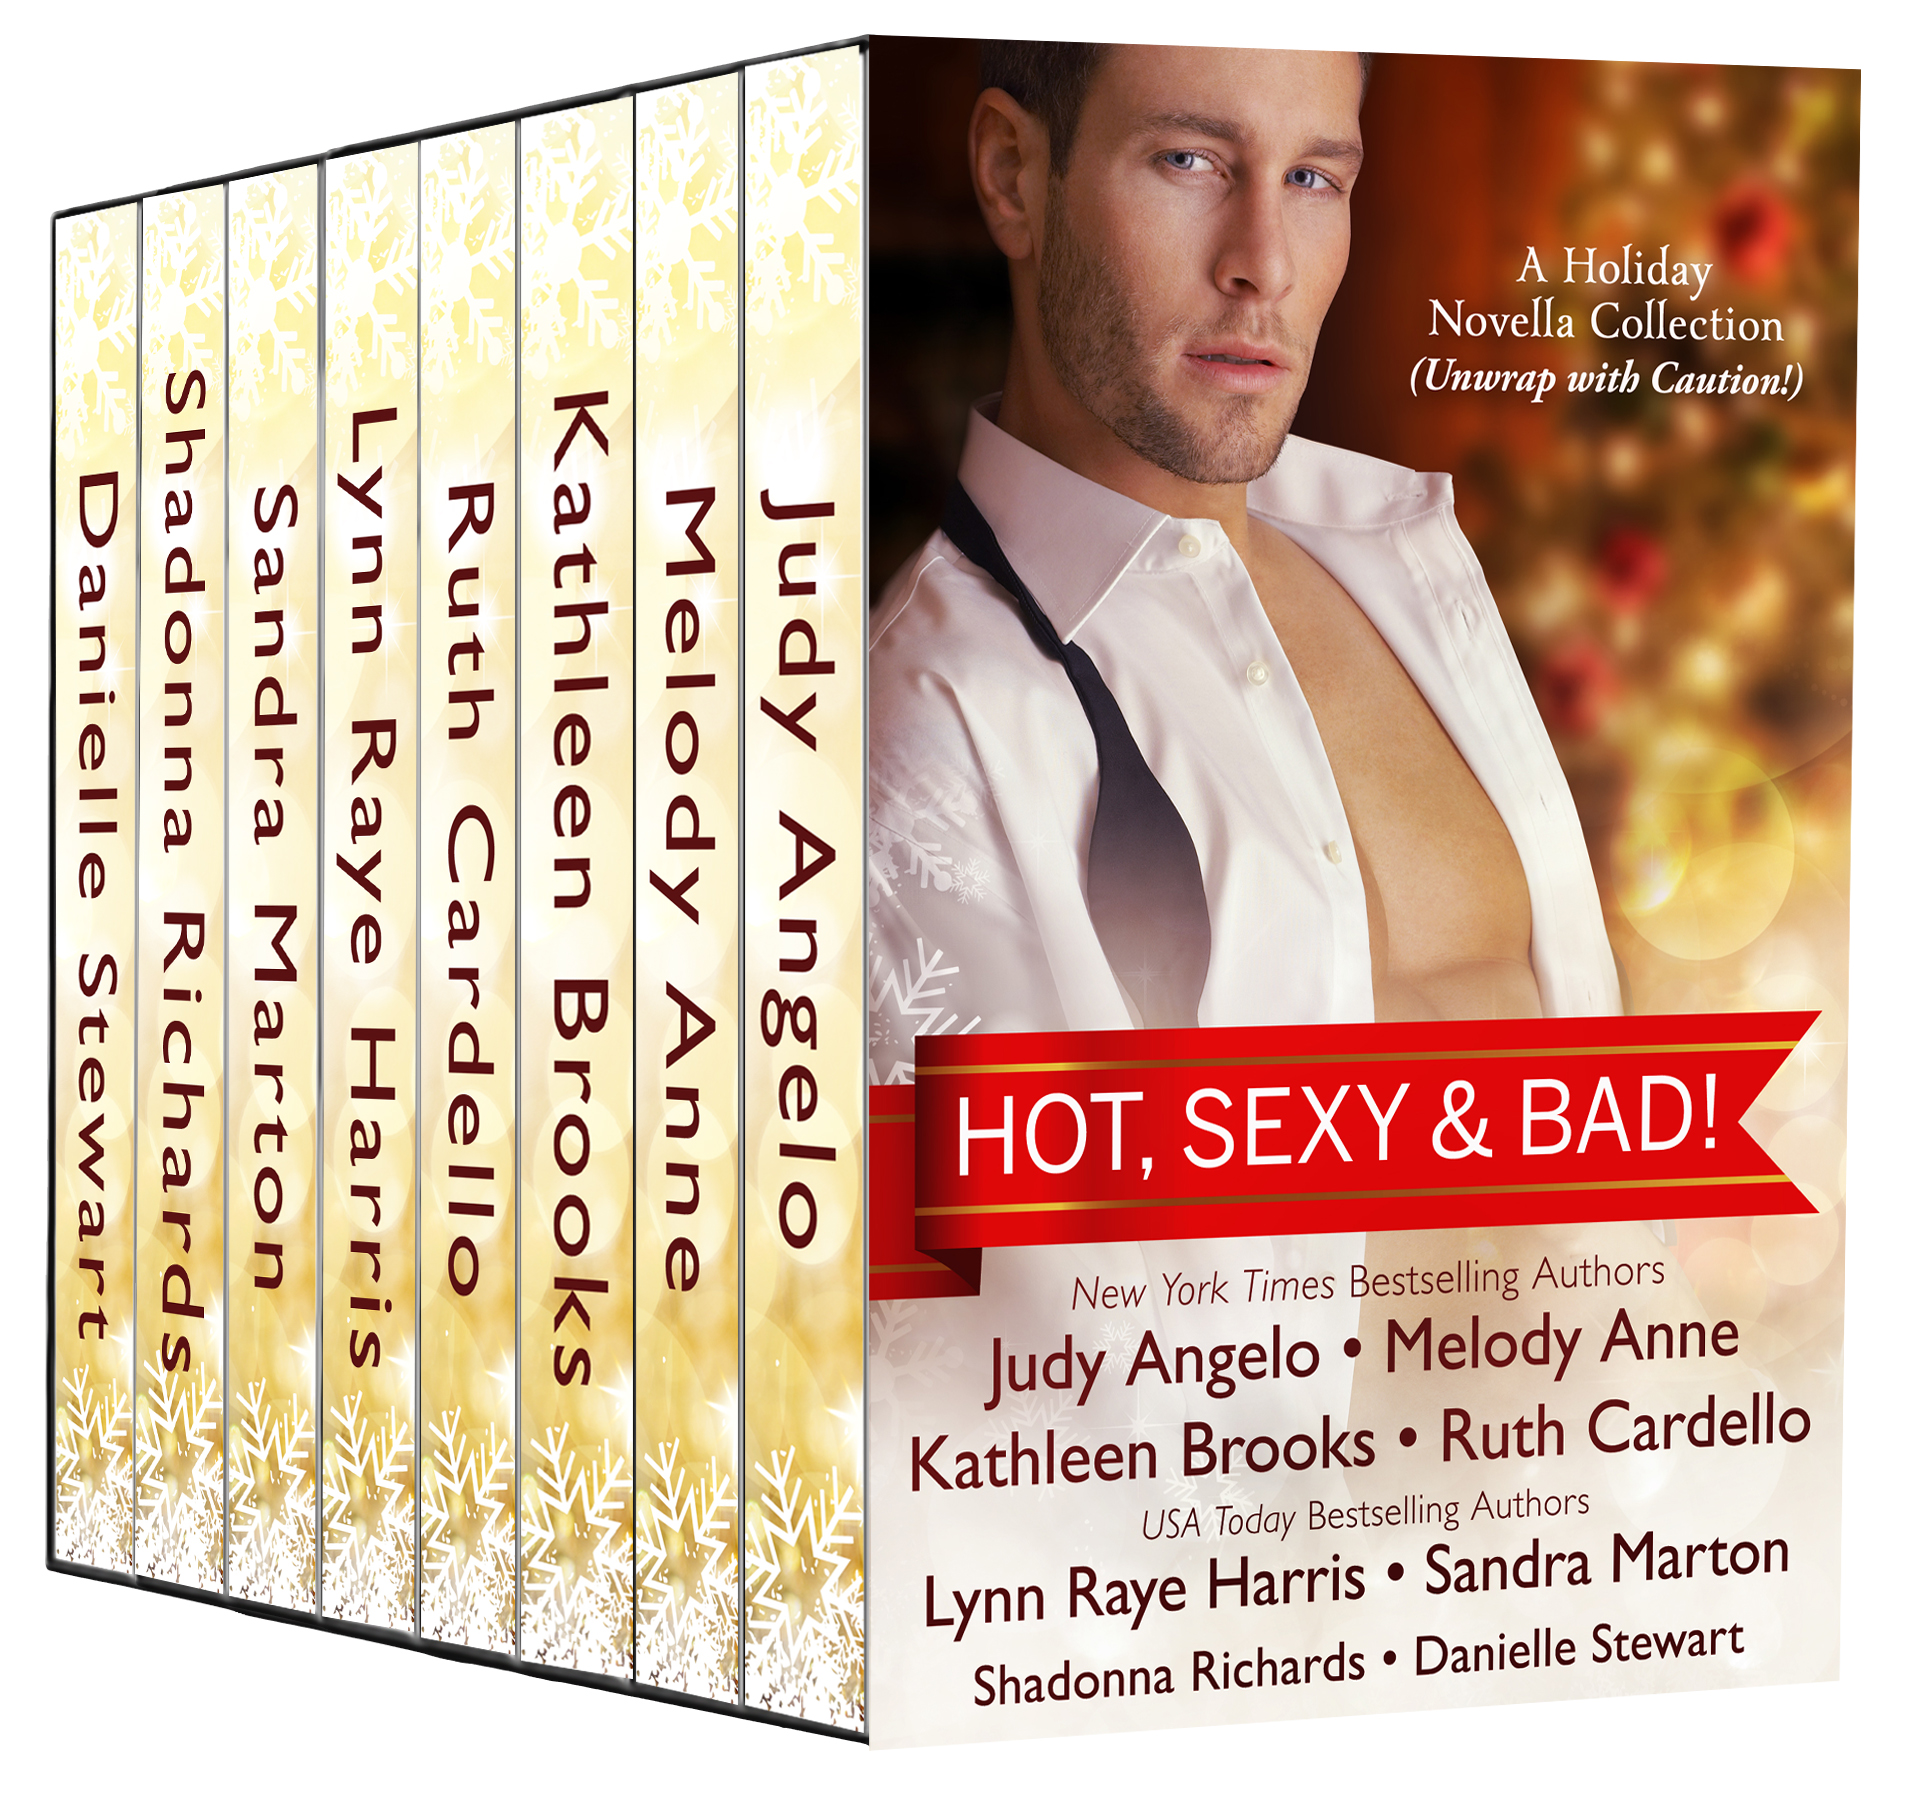 Danielle Stewart
Shadonna Richards
Sandra Marton
Lynn Raye Harris
Ruth Cardello
Kathleen Brooks
Melody Anne
Judy Angelo
A Holiday
Novella Collection
(Unwrap with Caution!)
HOT, SEXY & BAD!
New York Times Bestselling Authors
Judy Angelo • Melody Anne
Kathleen Brooks • Ruth Cardello
USA Today Bestselling Authors
Lynn Raye Harris • Sandra Marton
Shadonna Richards • Danielle Stewart